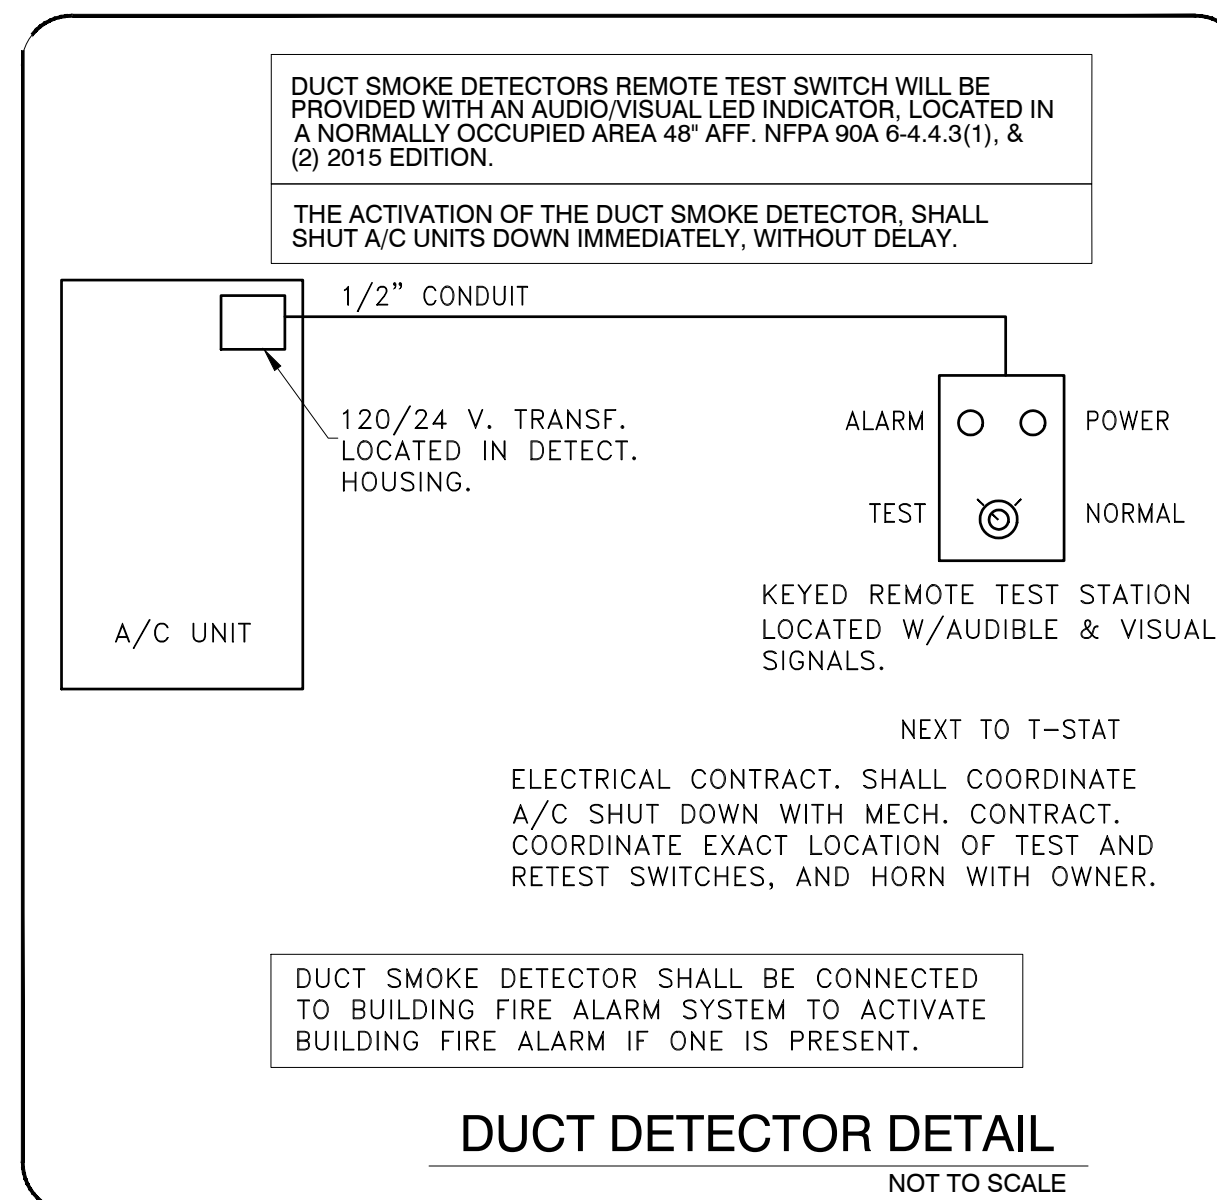 DUCT SMOKE DETECTORS REMOTE TEST SWITCH WILL BE
PROVIDED WITH AN AUDIO/VISUAL LED INDICATOR, LOCATED IN
A NORMALLY OCCUPIED AREA 48" AFF. NFPA 90A 6-4.4.3(1), &
(2) 2015 EDITION.
THE ACTIVATION OF THE DUCT SMOKE DETECTOR, SHALL
SHUT A/C UNITS DOWN IMMEDIATELY, WITHOUT DELAY.
1/2" CONDUIT
120/24 V. TRANSF.
LOCATED IN DETECT.
HOUSING.
A/C UNIT
ALARM
POWER
TEST
NORMAL
KEYED REMOTE TEST STATION
LOCATED W/AUDIBLE & VISUAL
SIGNALS.
NEXT TO T-STAT
ELECTRICAL CONTRACT. SHALL COORDINATE
A/C SHUT DOWN WITH MECH. CONTRACT.
COORDINATE EXACT LOCATION OF TEST AND
RETEST SWITCHES, AND HORN WITH OWNER.
DUCT SMOKE DETECTOR SHALL BE CONNECTED
TO BUILDING FIRE ALARM SYSTEM TO ACTIVATE
BUILDING FIRE ALARM IF ONE IS PRESENT.
DUCT DETECTOR DETAIL
NOT TO SCALE